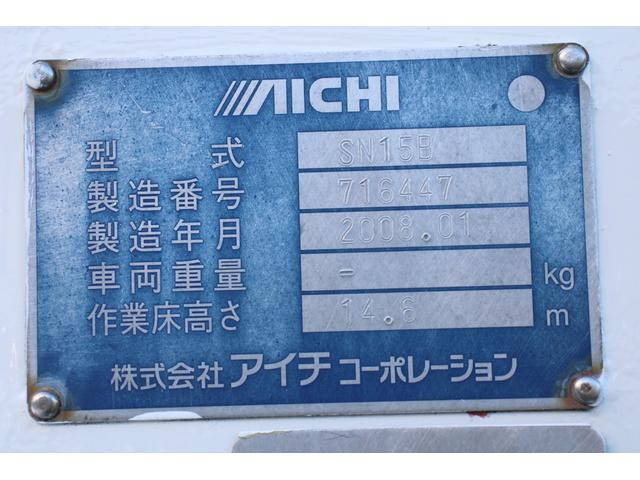 AICHI
型式 SN15B
製造番号 716447
製造年月 2008.01
車両重量 - kg
作業床高さ 14.6 m
株式会社アイチコーポレーション